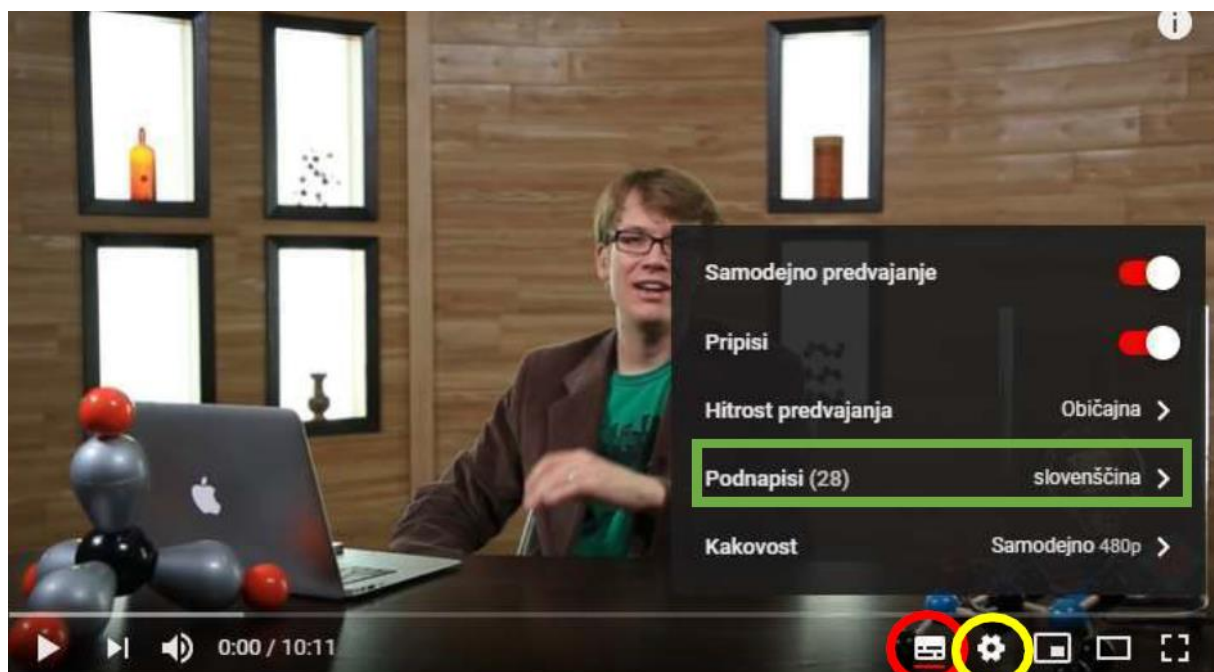 Samodejno predvajanje
Pripisi
Hitrost predvajanja Običajna
Podnapisi (28) slovenščina
Kakovost Samodejno 480p
0:00 / 10:11